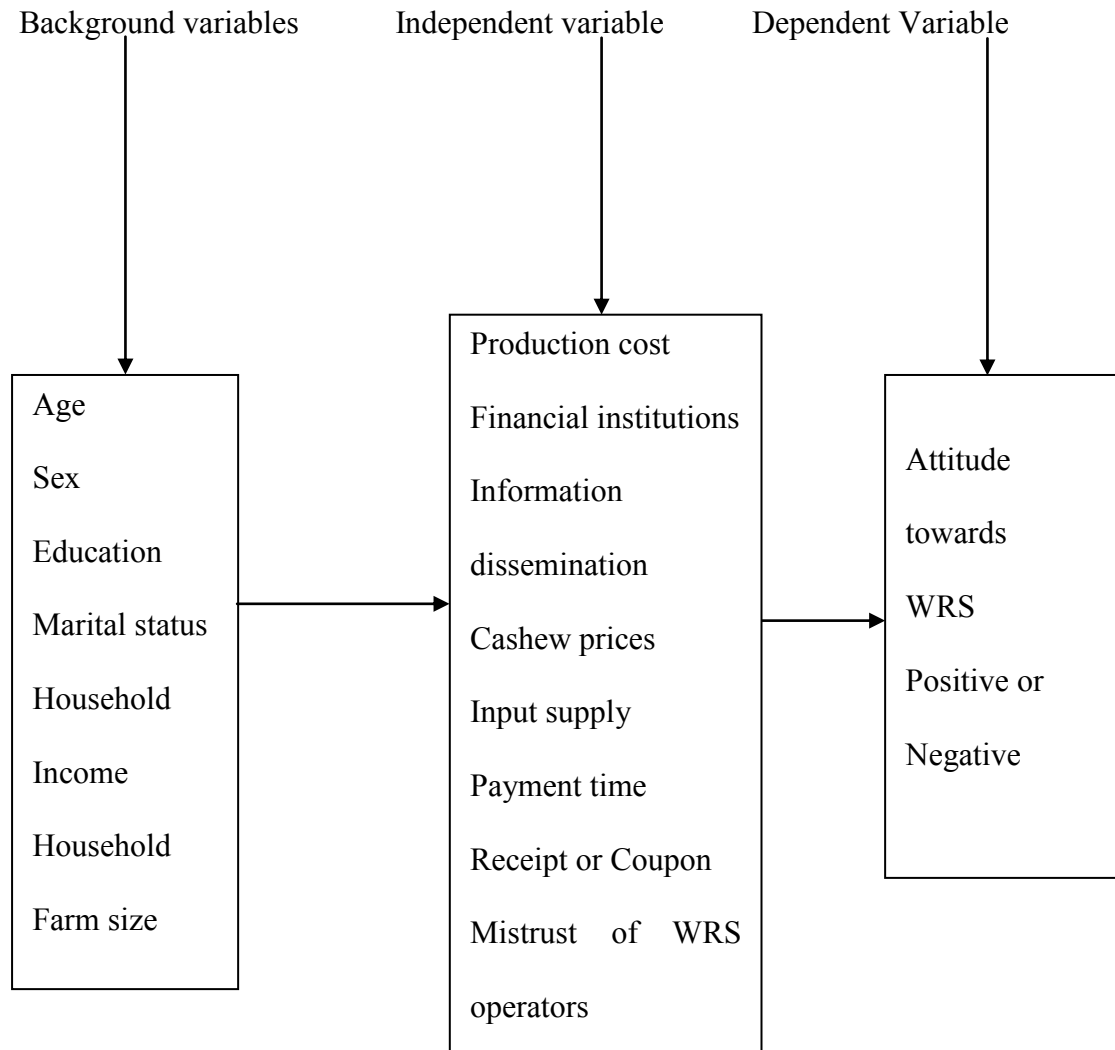 Background variables
Independent variable
Dependent Variable
Age
Sex
Education
Marital status
Household
Income
Household
Farm size
Production cost
Financial institutions
Information
dissemination
Cashew prices
Input supply
Payment time
Receipt or Coupon
Mistrust of WRS
operators
Attitude
towards
WRS
Positive or
Negative